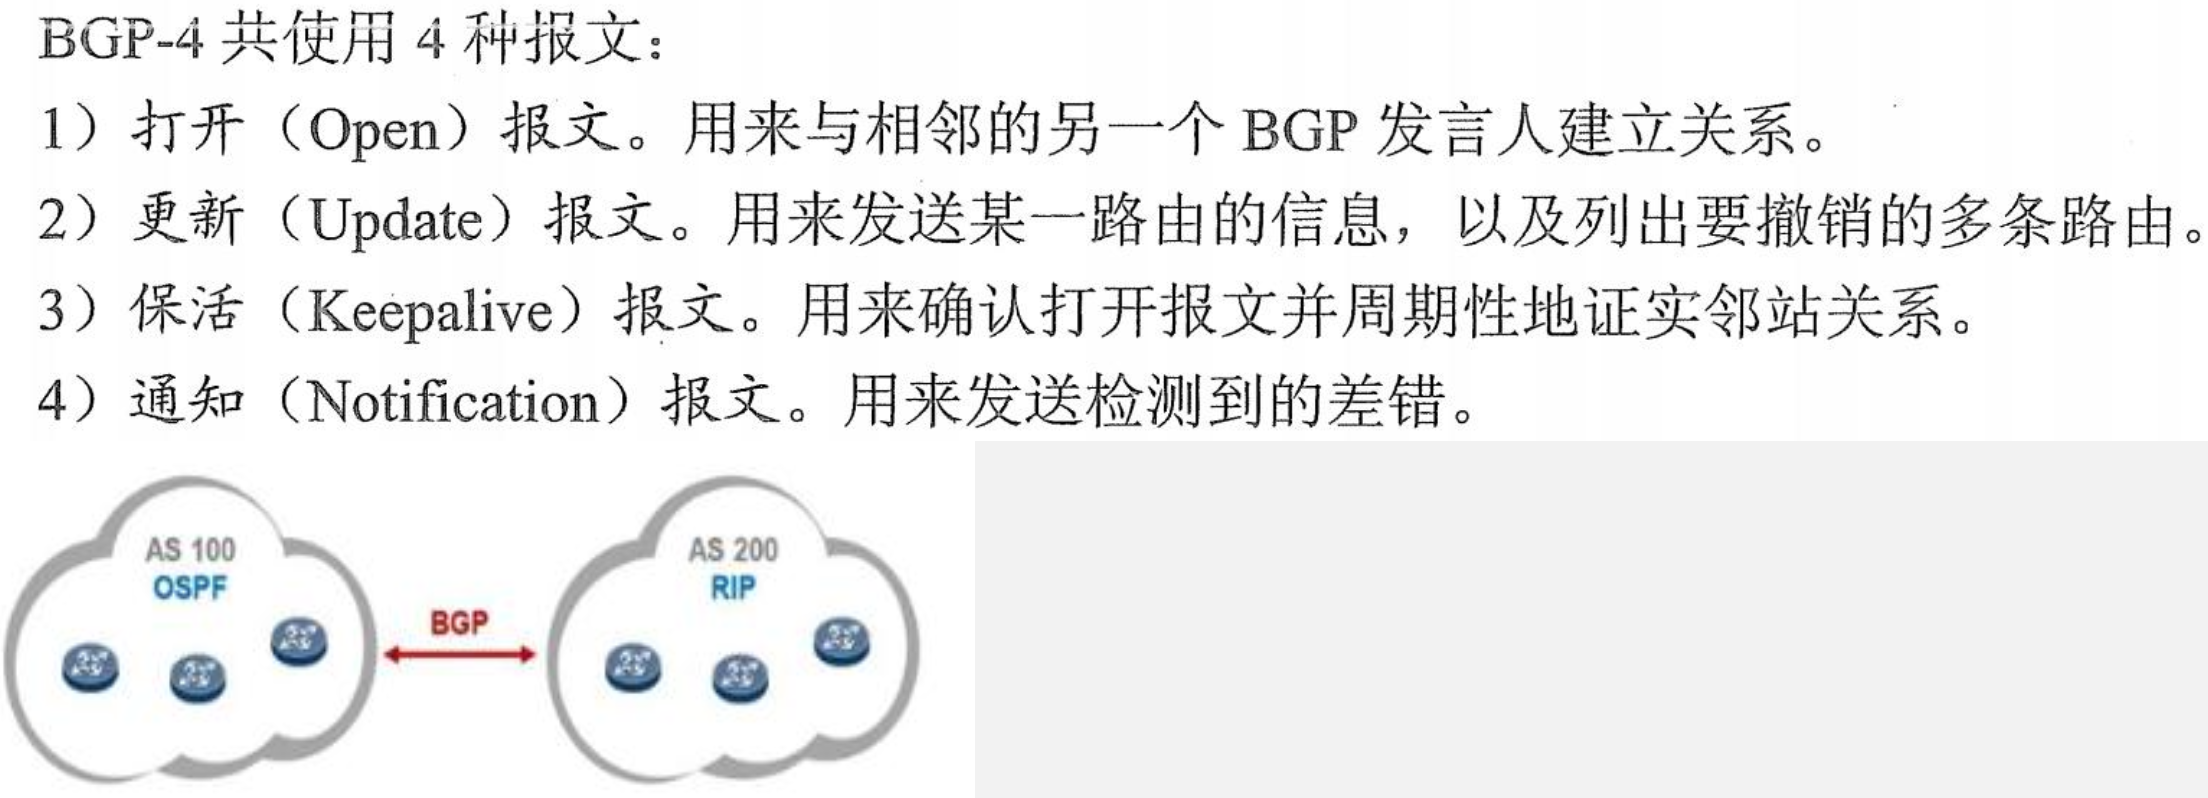 BGP-4 共使用 4 种报文：
1）打开（Open）报文。用来与相邻的另一个 BGP 发言人建立关系。
2）更新（Update）报文。用来发送某一路由的信息，以及列出要撤销的多条路由。
3）保活（Keepalive）报文。用来确认打开报文并周期性地证实邻站关系。
4）通知（Notification）报文。用来发送检测到的差错。
AS 100
OSPF
BGP
AS 200
RIP